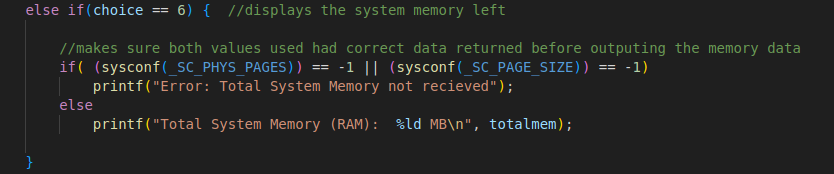 else if(choice == 6) {  //displays the system memory left
//makes sure both values used had correct data returned before outputing the memory data
if( (sysconf(_SC_PHYS_PAGES)) == -1 || (sysconf(_SC_PAGE_SIZE)) == -1)
printf("Error: Total System Memory not recieved");
else
printf("Total System Memory (RAM):  %ld MB\n", totalmem);
}